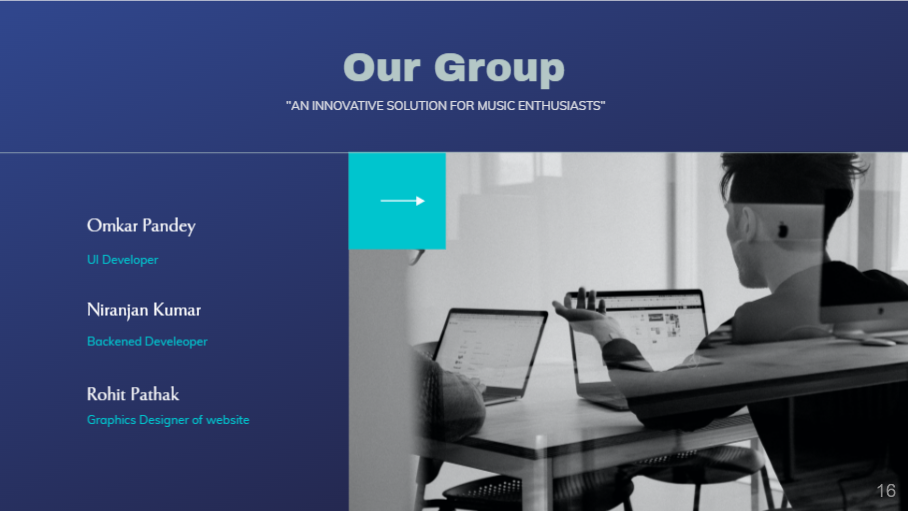 Our Group
"AN INNOVATIVE SOLUTION FOR MUSIC ENTHUSIASTS"
Omkar Pandey
UI Developer
Niranjan Kumar
Backened Develeoper
Rohit Pathak
Graphics Designer of website
16